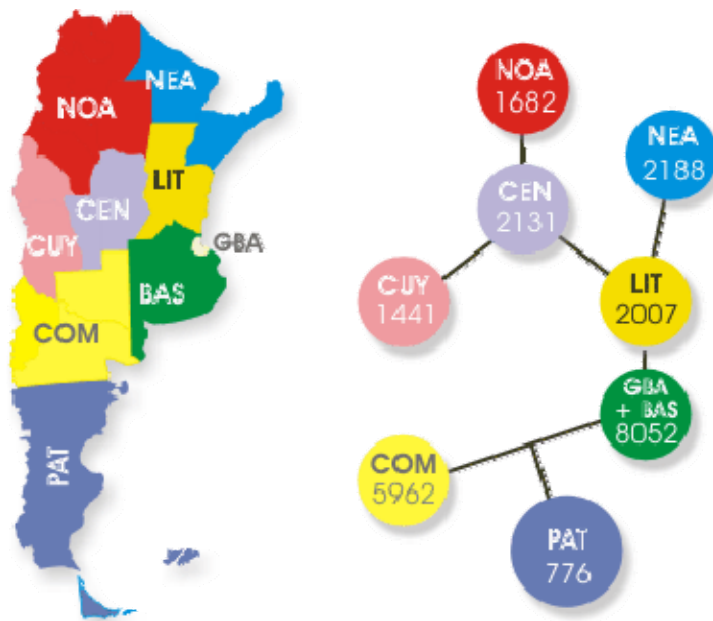 NEA
NOA
LIT
CEN
CUY
GBA
BAS
COM
PAT
NOA
1682
NEA
2188
CEN
2131
CUY
1441
LIT
2007
GBA
+ BAS
8052
COM
5962
PAT
776